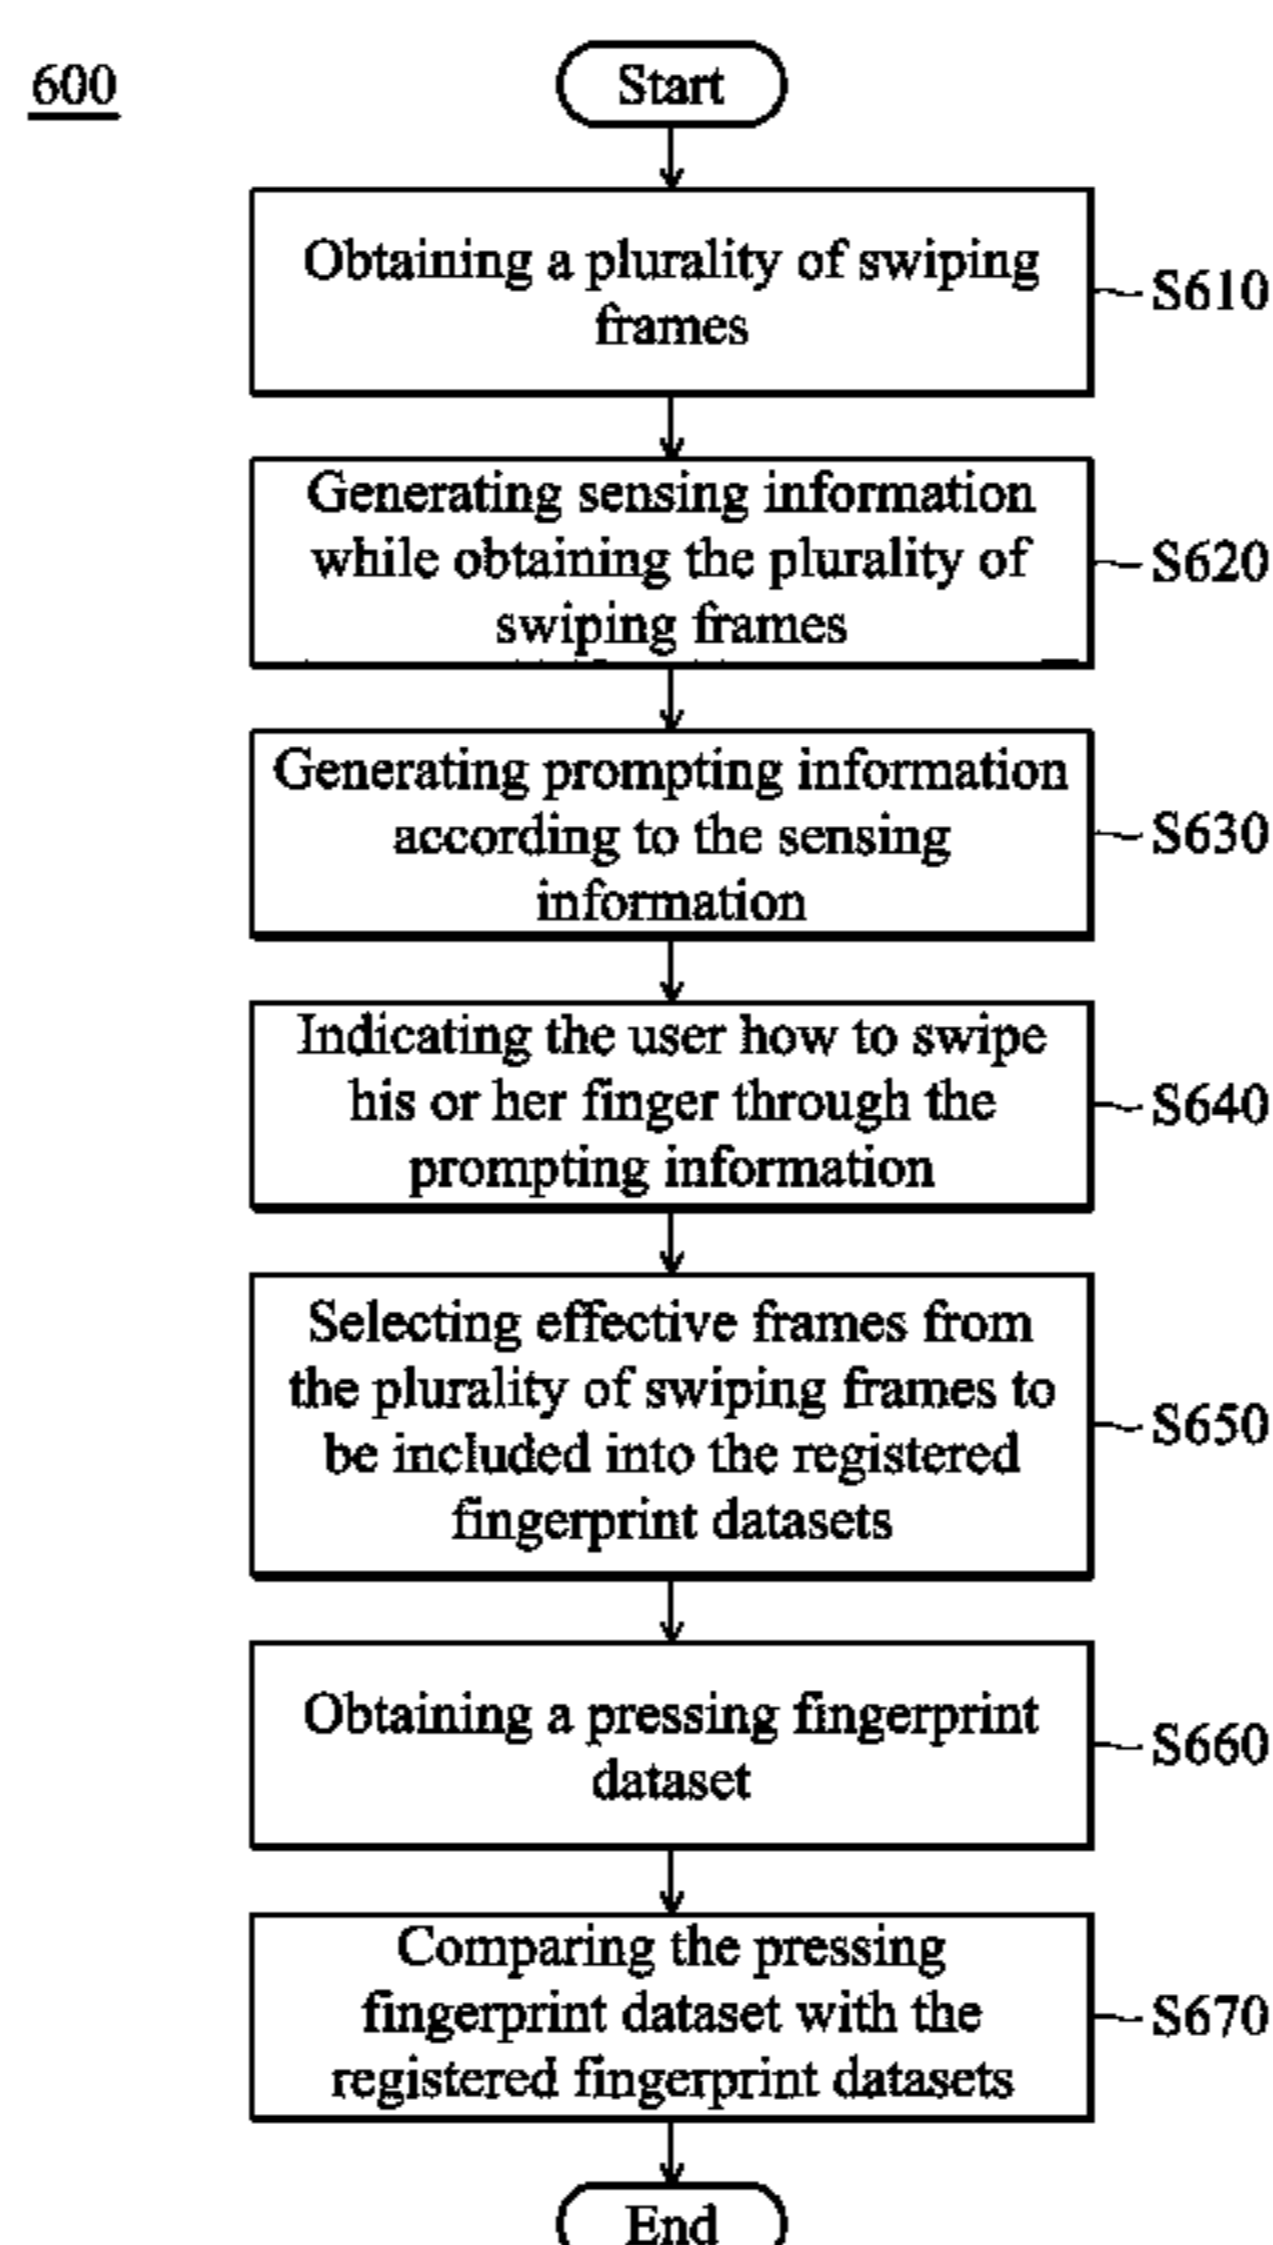 600
Start
Obtaining a plurality of swiping
frames
S610
Generating sensing information
while obtaining the plurality of
swiping frames
S620
Generating prompting information
according to the sensing
information
S630
Indicating the user how to swipe
his or her finger through the
prompting information
S640
Selecting effective frames from
the plurality of swiping frames to
be included into the registered
fingerprint datasets
S650
Obtaining a pressing fingerprint
dataset
S660
Comparing the pressing
fingerprint dataset with the
registered fingerprint datasets
S670
End